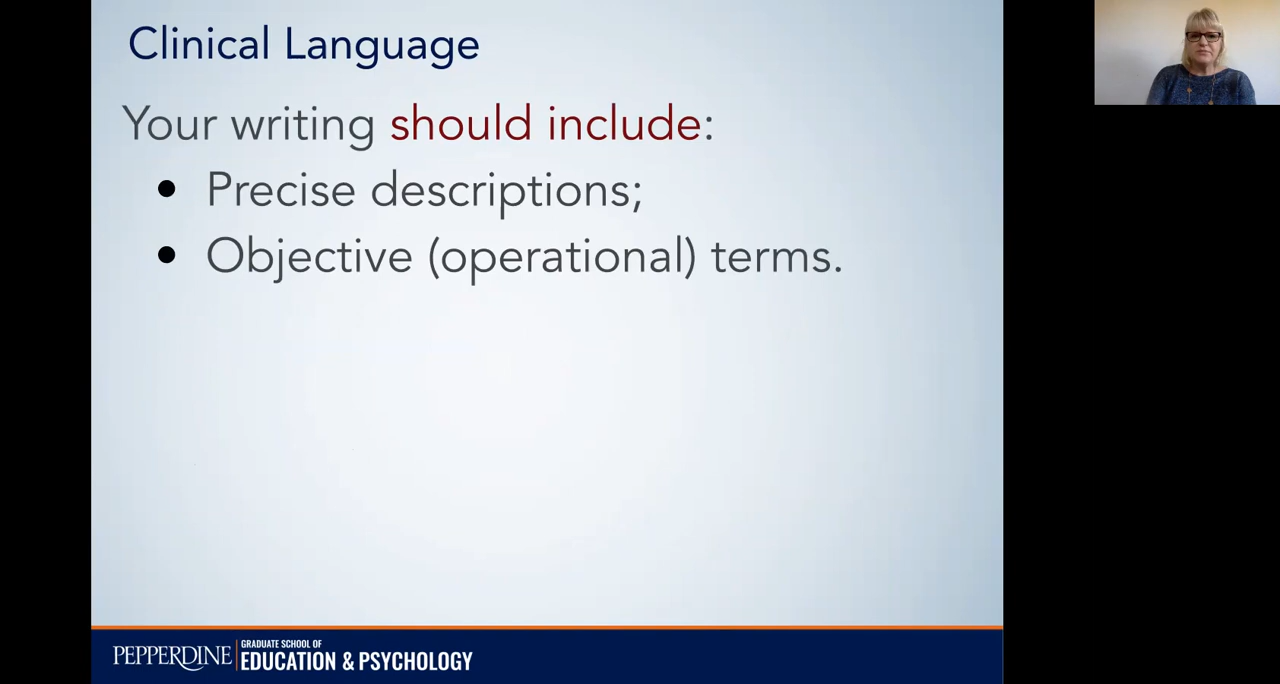 Clinical Language
Your writing should include:
● Precise descriptions;
● Objective (operational) terms.
PEPPERDINE
GRADUATE SCHOOL OF
EDUCATION & PSYCHOLOGY